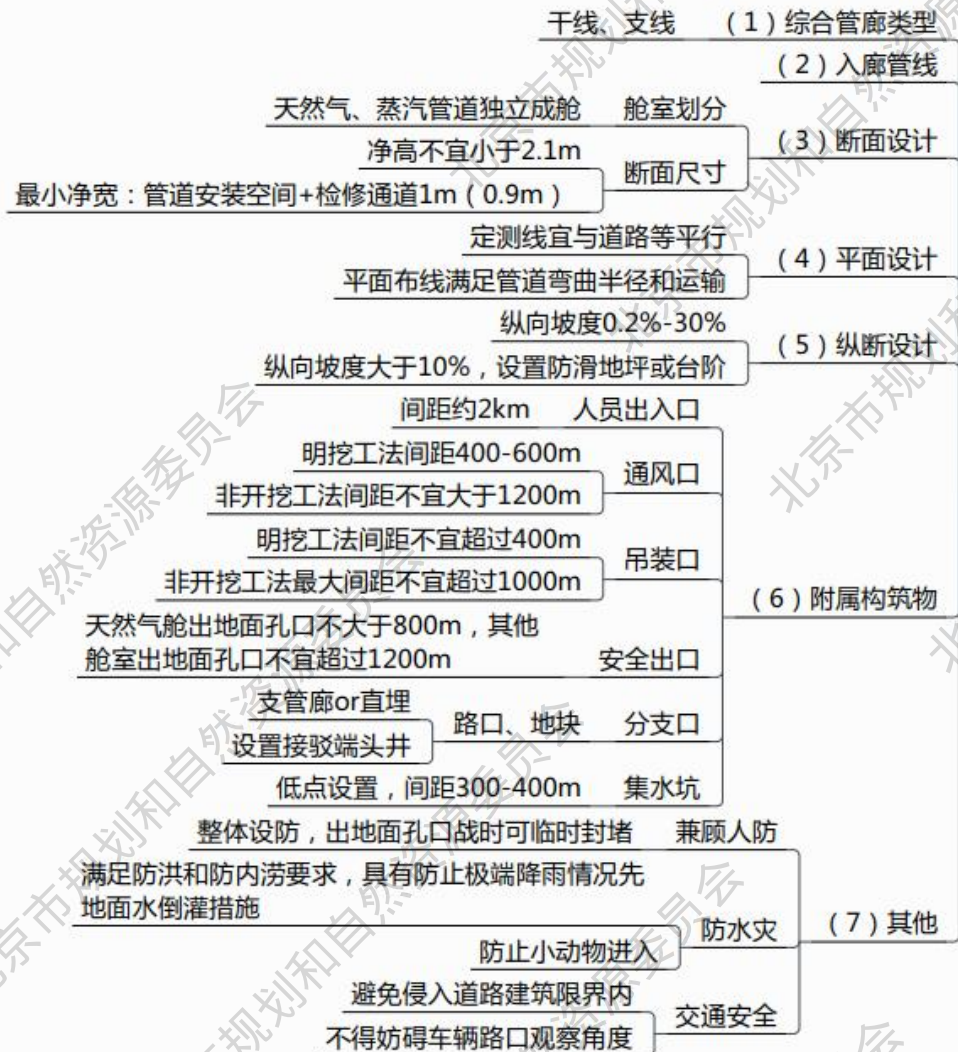 干线、支线 （1）综合管廊类型
（2）入廊管线
天然气、蒸汽管道独立成舱 舱室划分
（3）断面设计
净高不宜小于2.1m
断面尺寸
最小净宽：管道安装空间+检修通道1m（0.9m）
定测线宜与道路等平行
（4）平面设计
平面布线满足管道弯曲半径和运输
纵向坡度0.2%-30%
（5）纵断设计
纵向坡度大于10%，设置防滑地坪或台阶
间距约2km 人员出入口
明挖工法间距400-600m
通风口
非开挖工法间距不宜大于1200m
明挖工法间距不宜超过400m
吊装口
非开挖工法最大间距不宜超过1000m
（6）附属构筑物
天然气舱出地面孔口不大于800m，其他
舱室出地面孔口不宜超过1200m 安全出口
支管廊or直埋
路口、地块 分支口
设置接驳端头井
低点设置，间距300-400m 集水坑
整体设防，出地面孔口战时可临时封堵 兼顾人防
满足防洪和防内涝要求，具有防止极端降雨情况先
地面水倒灌措施
防水灾
（7）其他
防止小动物进入
避免侵入道路建筑限界内
交通安全
不得妨碍车辆路口观察角度
北京市规划和自然资源委员会